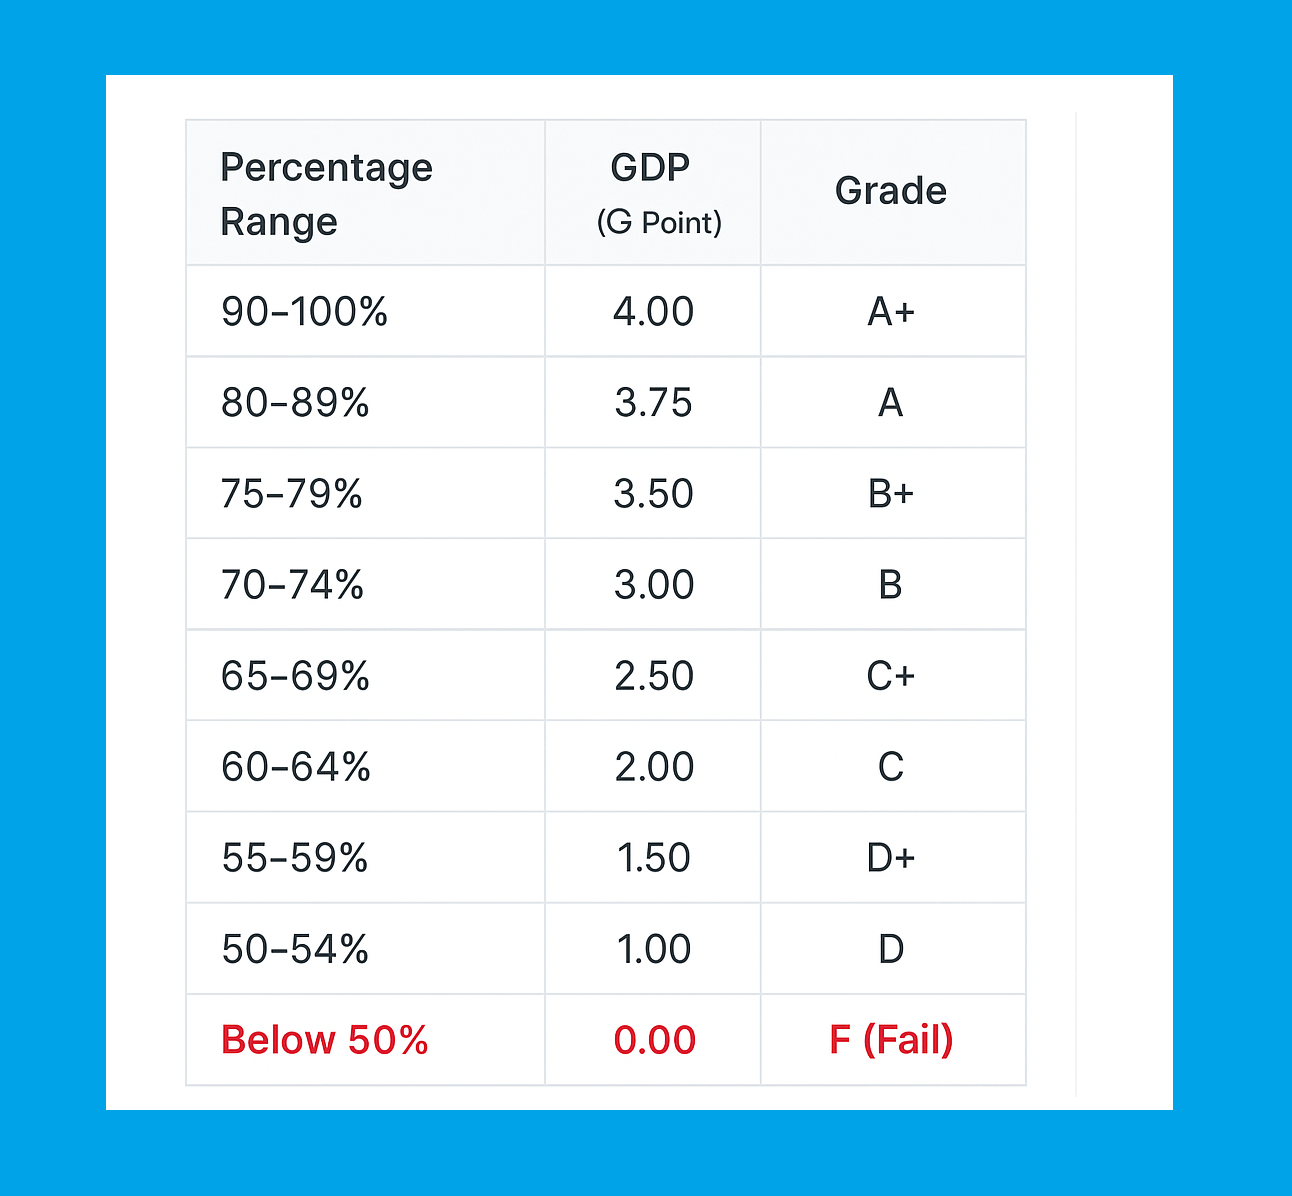 Percentage Range GDP (G Point) Grade
90–100% 4.00 A+
80–89% 3.75 A
75–79% 3.50 B+
70–74% 3.00 B
65–69% 2.50 C+
60–64% 2.00 C
55–59% 1.50 D+
50–54% 1.00 D
Below 50% 0.00 F (Fail)